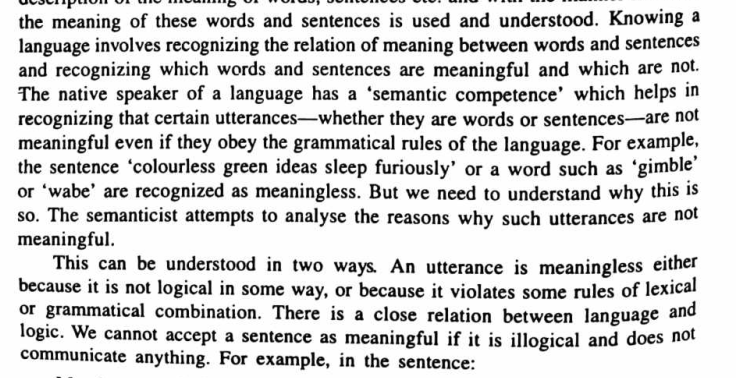 the meaning of these words and sentences is used and understood. Knowing a
language involves recognizing the relation of meaning between words and sentences
and recognizing which words and sentences are meaningful and which are not.
The native speaker of a language has a ‘semantic competence’ which helps in
recognizing that certain utterances—whether they are words or sentences—are not
meaningful even if they obey the grammatical rules of the language. For example,
the sentence ‘colourless green ideas sleep furiously’ or a word such as ‘gimble’
or ‘wabe’ are recognized as meaningless. But we need to understand why this is
so. The semanticist attempts to analyse the reasons why such utterances are not
meaningful.
This can be understood in two ways. An utterance is meaningless either
because it is not logical in some way, or because it violates some rules of lexical
or grammatical combination. There is a close relation between language and
logic. We cannot accept a sentence as meaningful if it is illogical and does not
communicate anything. For example, in the sentence: